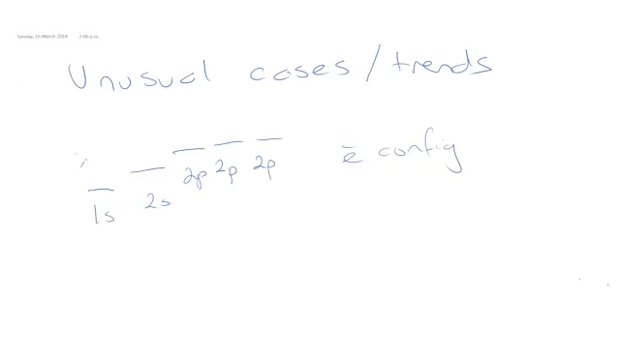 Unusual cases / trends
2p 2p 2p ē config
1s 2s